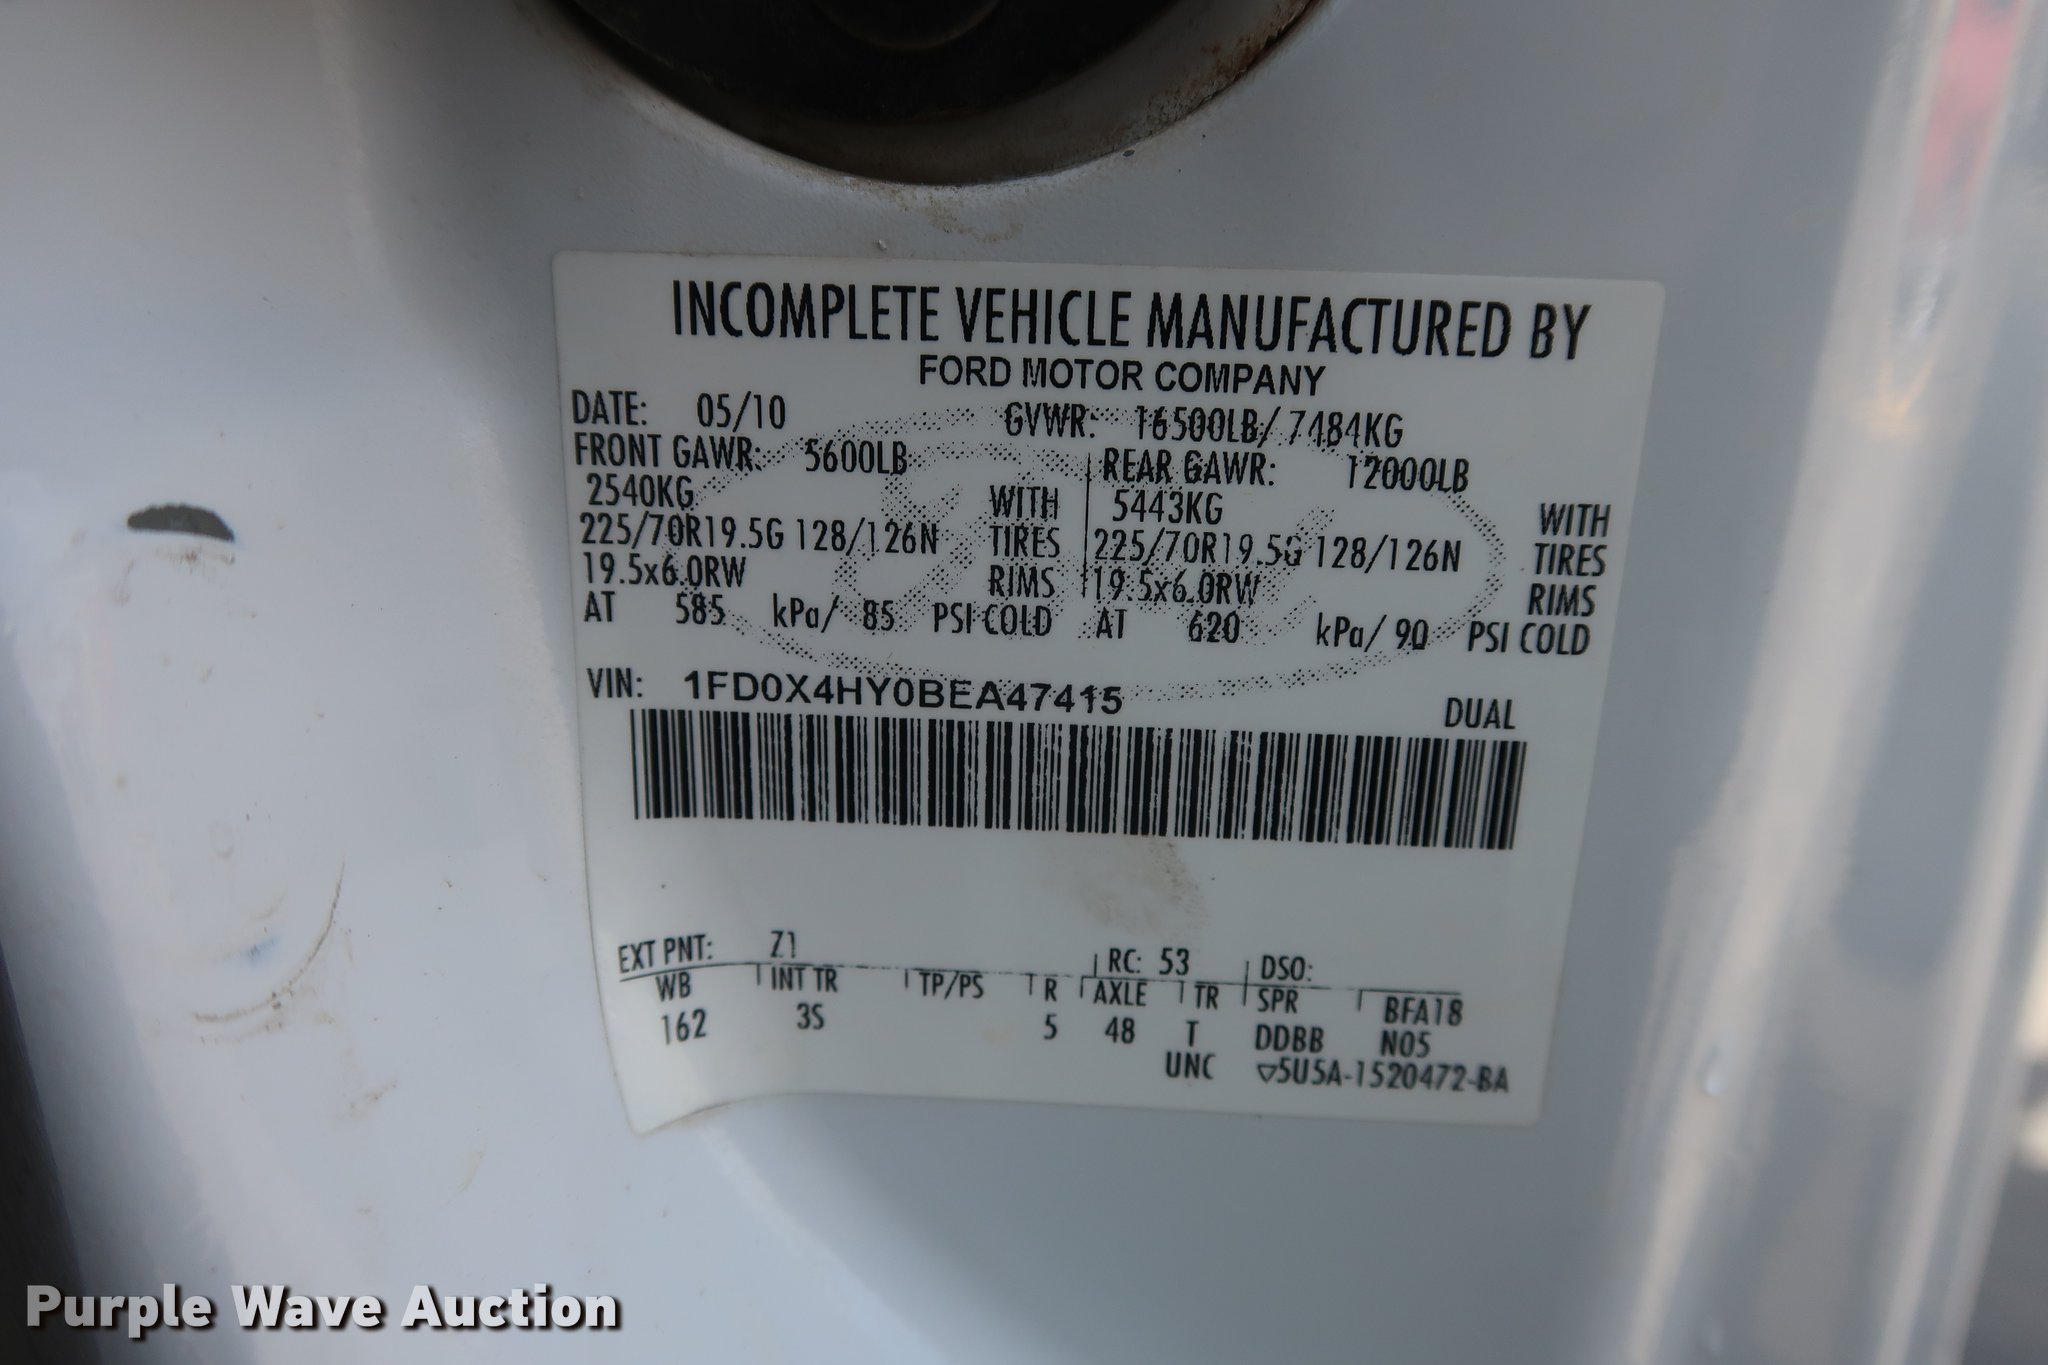 INCOMPLETE VEHICLE MANUFACTURED BY
FORD MOTOR COMPANY
DATE: 05/10 GVWR: 16500LB/ 7484KG
FRONT GAWR: 5600LB REAR GAWR: 12000LB
2540KG WITH 5443KG WITH
225/70R19.5G 128/126N TIRES 225/70R19.5G 128/126N TIRES
19.5x6.0RW RIMS 19.5x6.0RW RIMS
AT 585 kPa/ 85 PSI COLD AT 620 kPa/ 90 PSI COLD
VIN: 1FD0X4HY0BEA47415
DUAL
EXT PNT: Z1 RC: 53 DSO:
WB INT TR TP/PS R AXLE TR SPR BFA18
162 3S 5 48 T DDBB N05
UNC ▽5U5A-1520472-BA
Purple Wave Auction